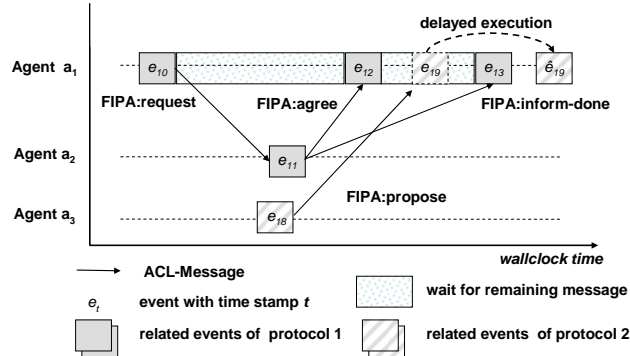 delayed execution
Agent a1
e10
e12
e19
e13
ê19
FIPA:request
FIPA:agree
FIPA:inform-done
Agent a2
e11
FIPA:propose
Agent a3
e18
wallclock time
ACL-Message
et event with time stamp t
wait for remaining message
related events of protocol 1
related events of protocol 2